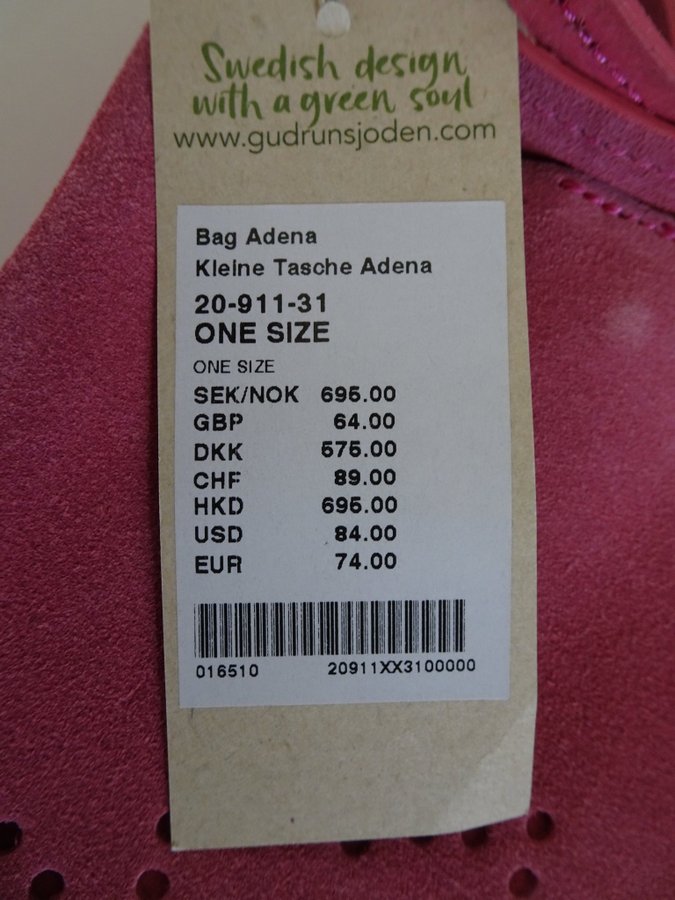 Swedish design
with a green soul
www.gudrunsjoden.com
Bag Adena
Kleine Tasche Adena
20-911-31
ONE SIZE
ONE SIZE
SEK/NOK 695.00
GBP 64.00
DKK 575.00
CHF 89.00
HKD 695.00
USD 84.00
EUR 74.00
016510 20911XX3100000